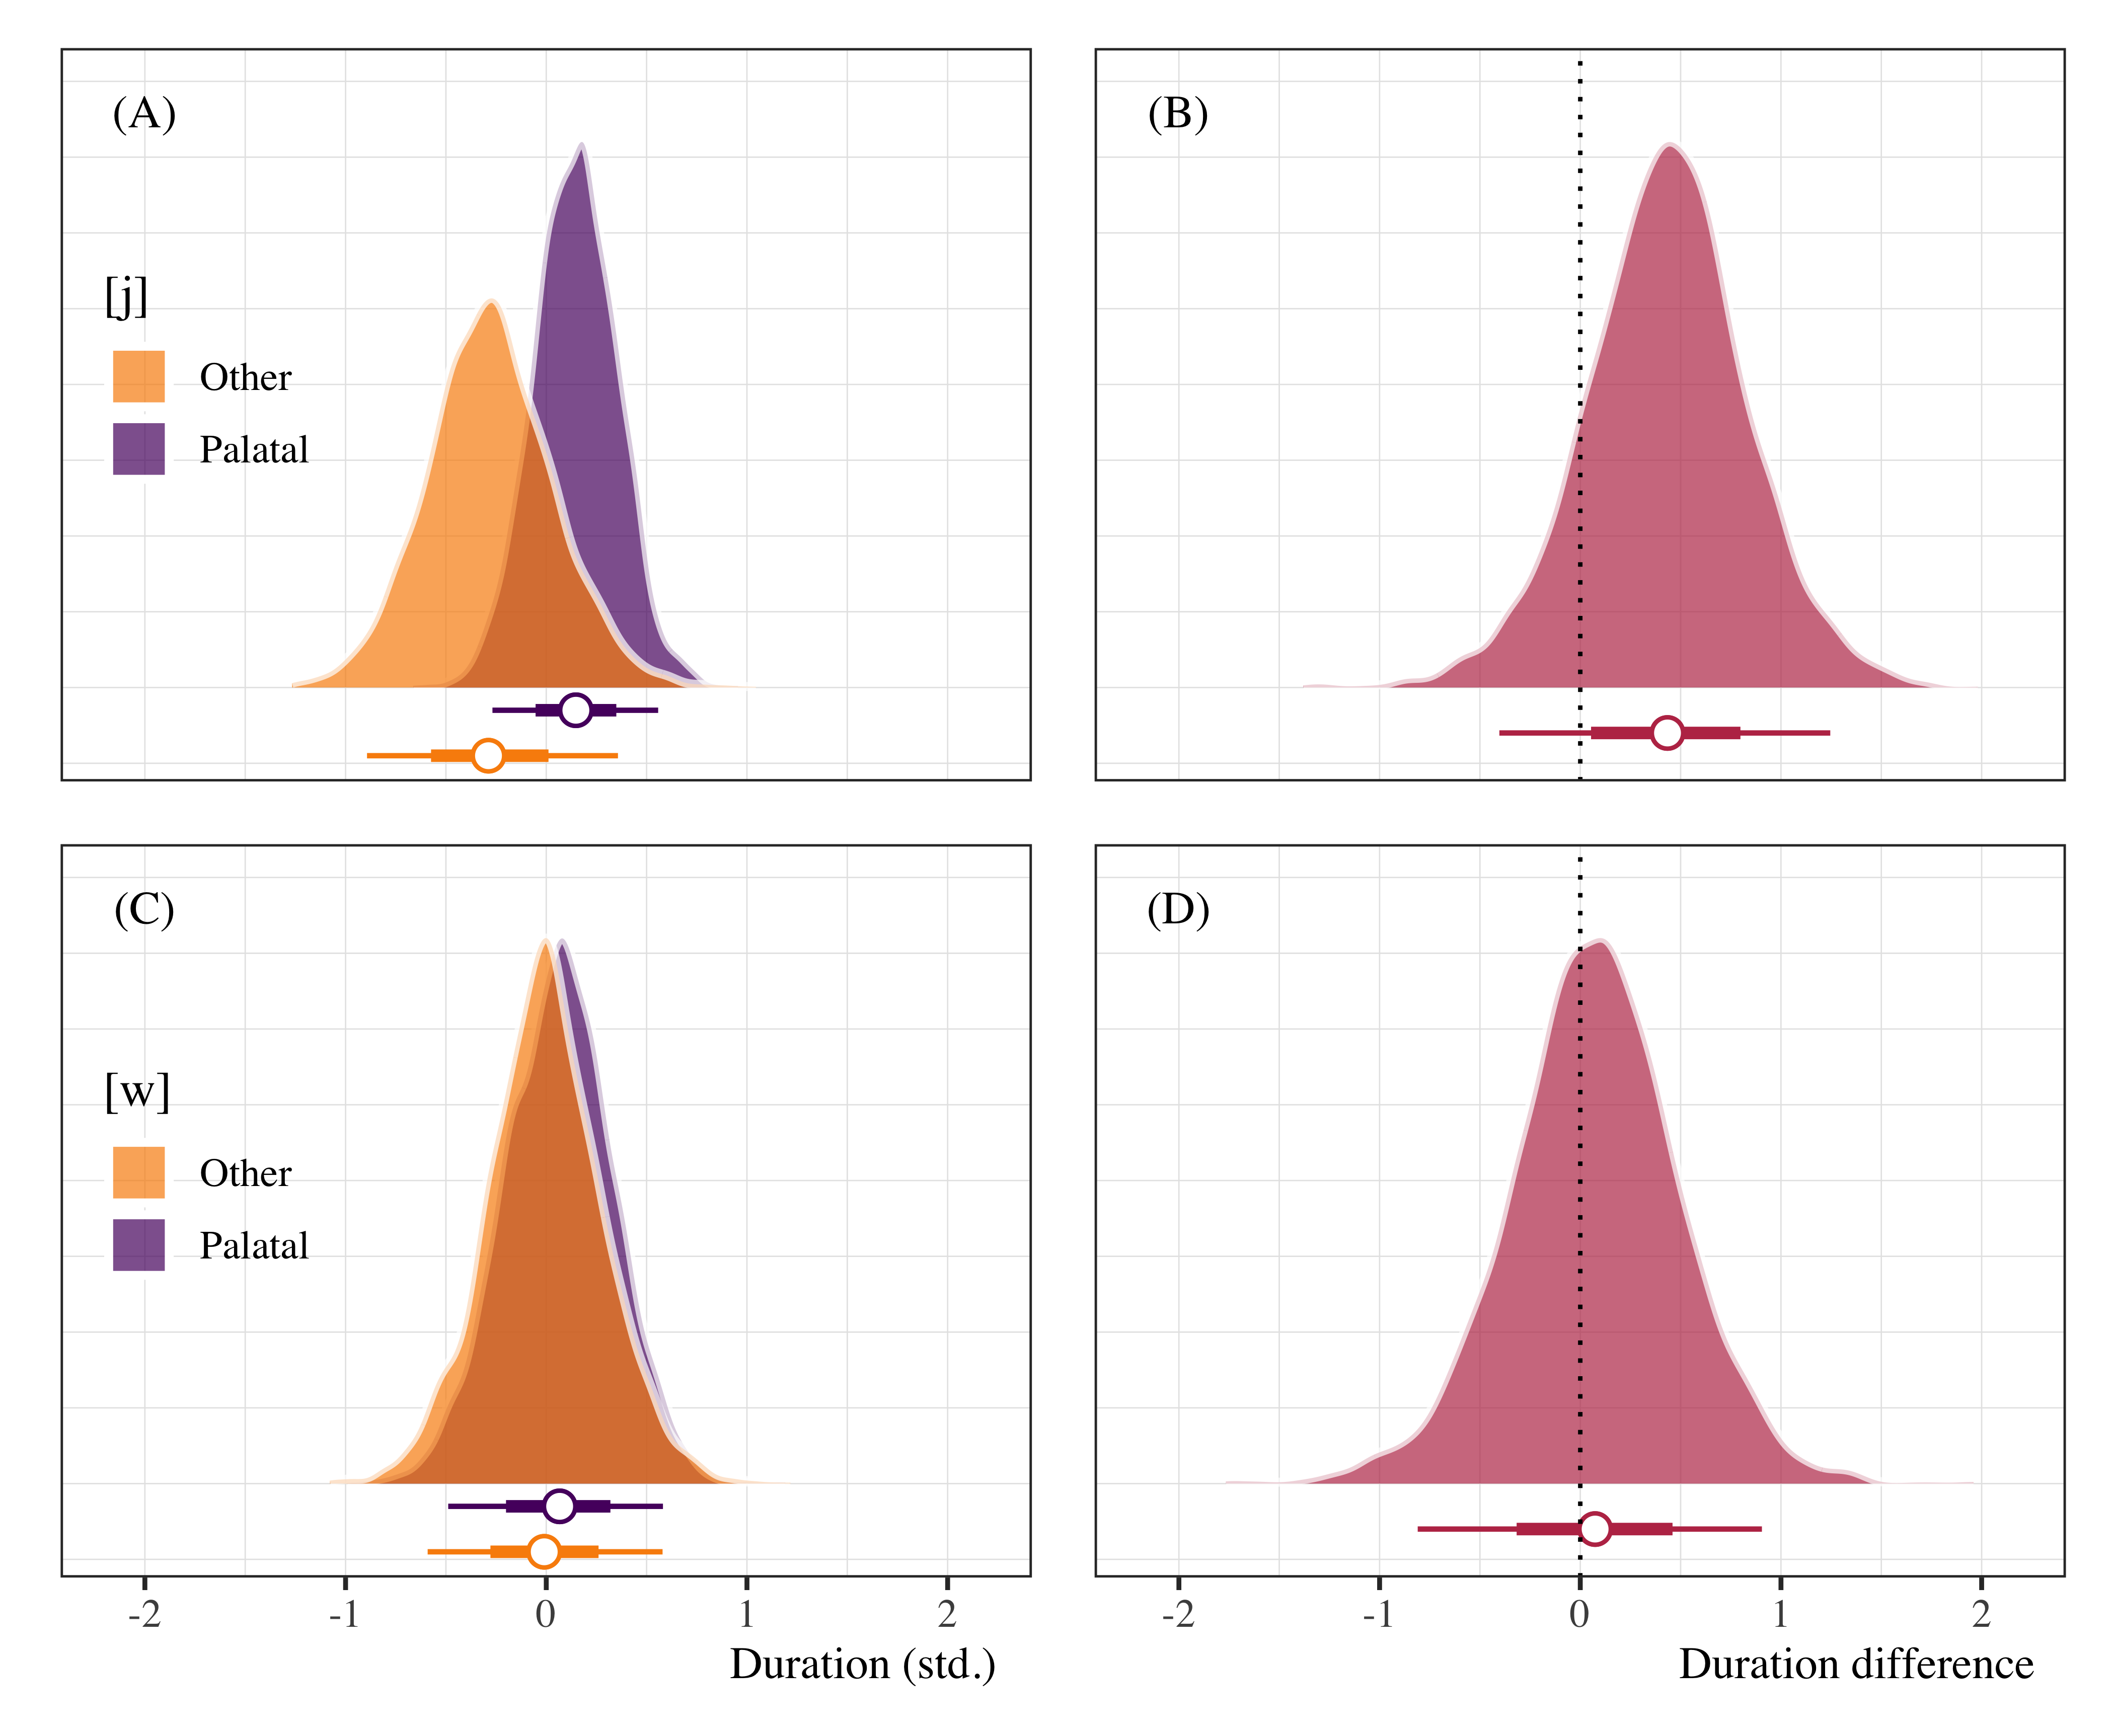 (A)
[j]
Other
Palatal
(B)
(C)
[w]
Other
Palatal
(D)
-2 -1 0 1 2
Duration (std.)
-2 -1 0 1 2
Duration difference